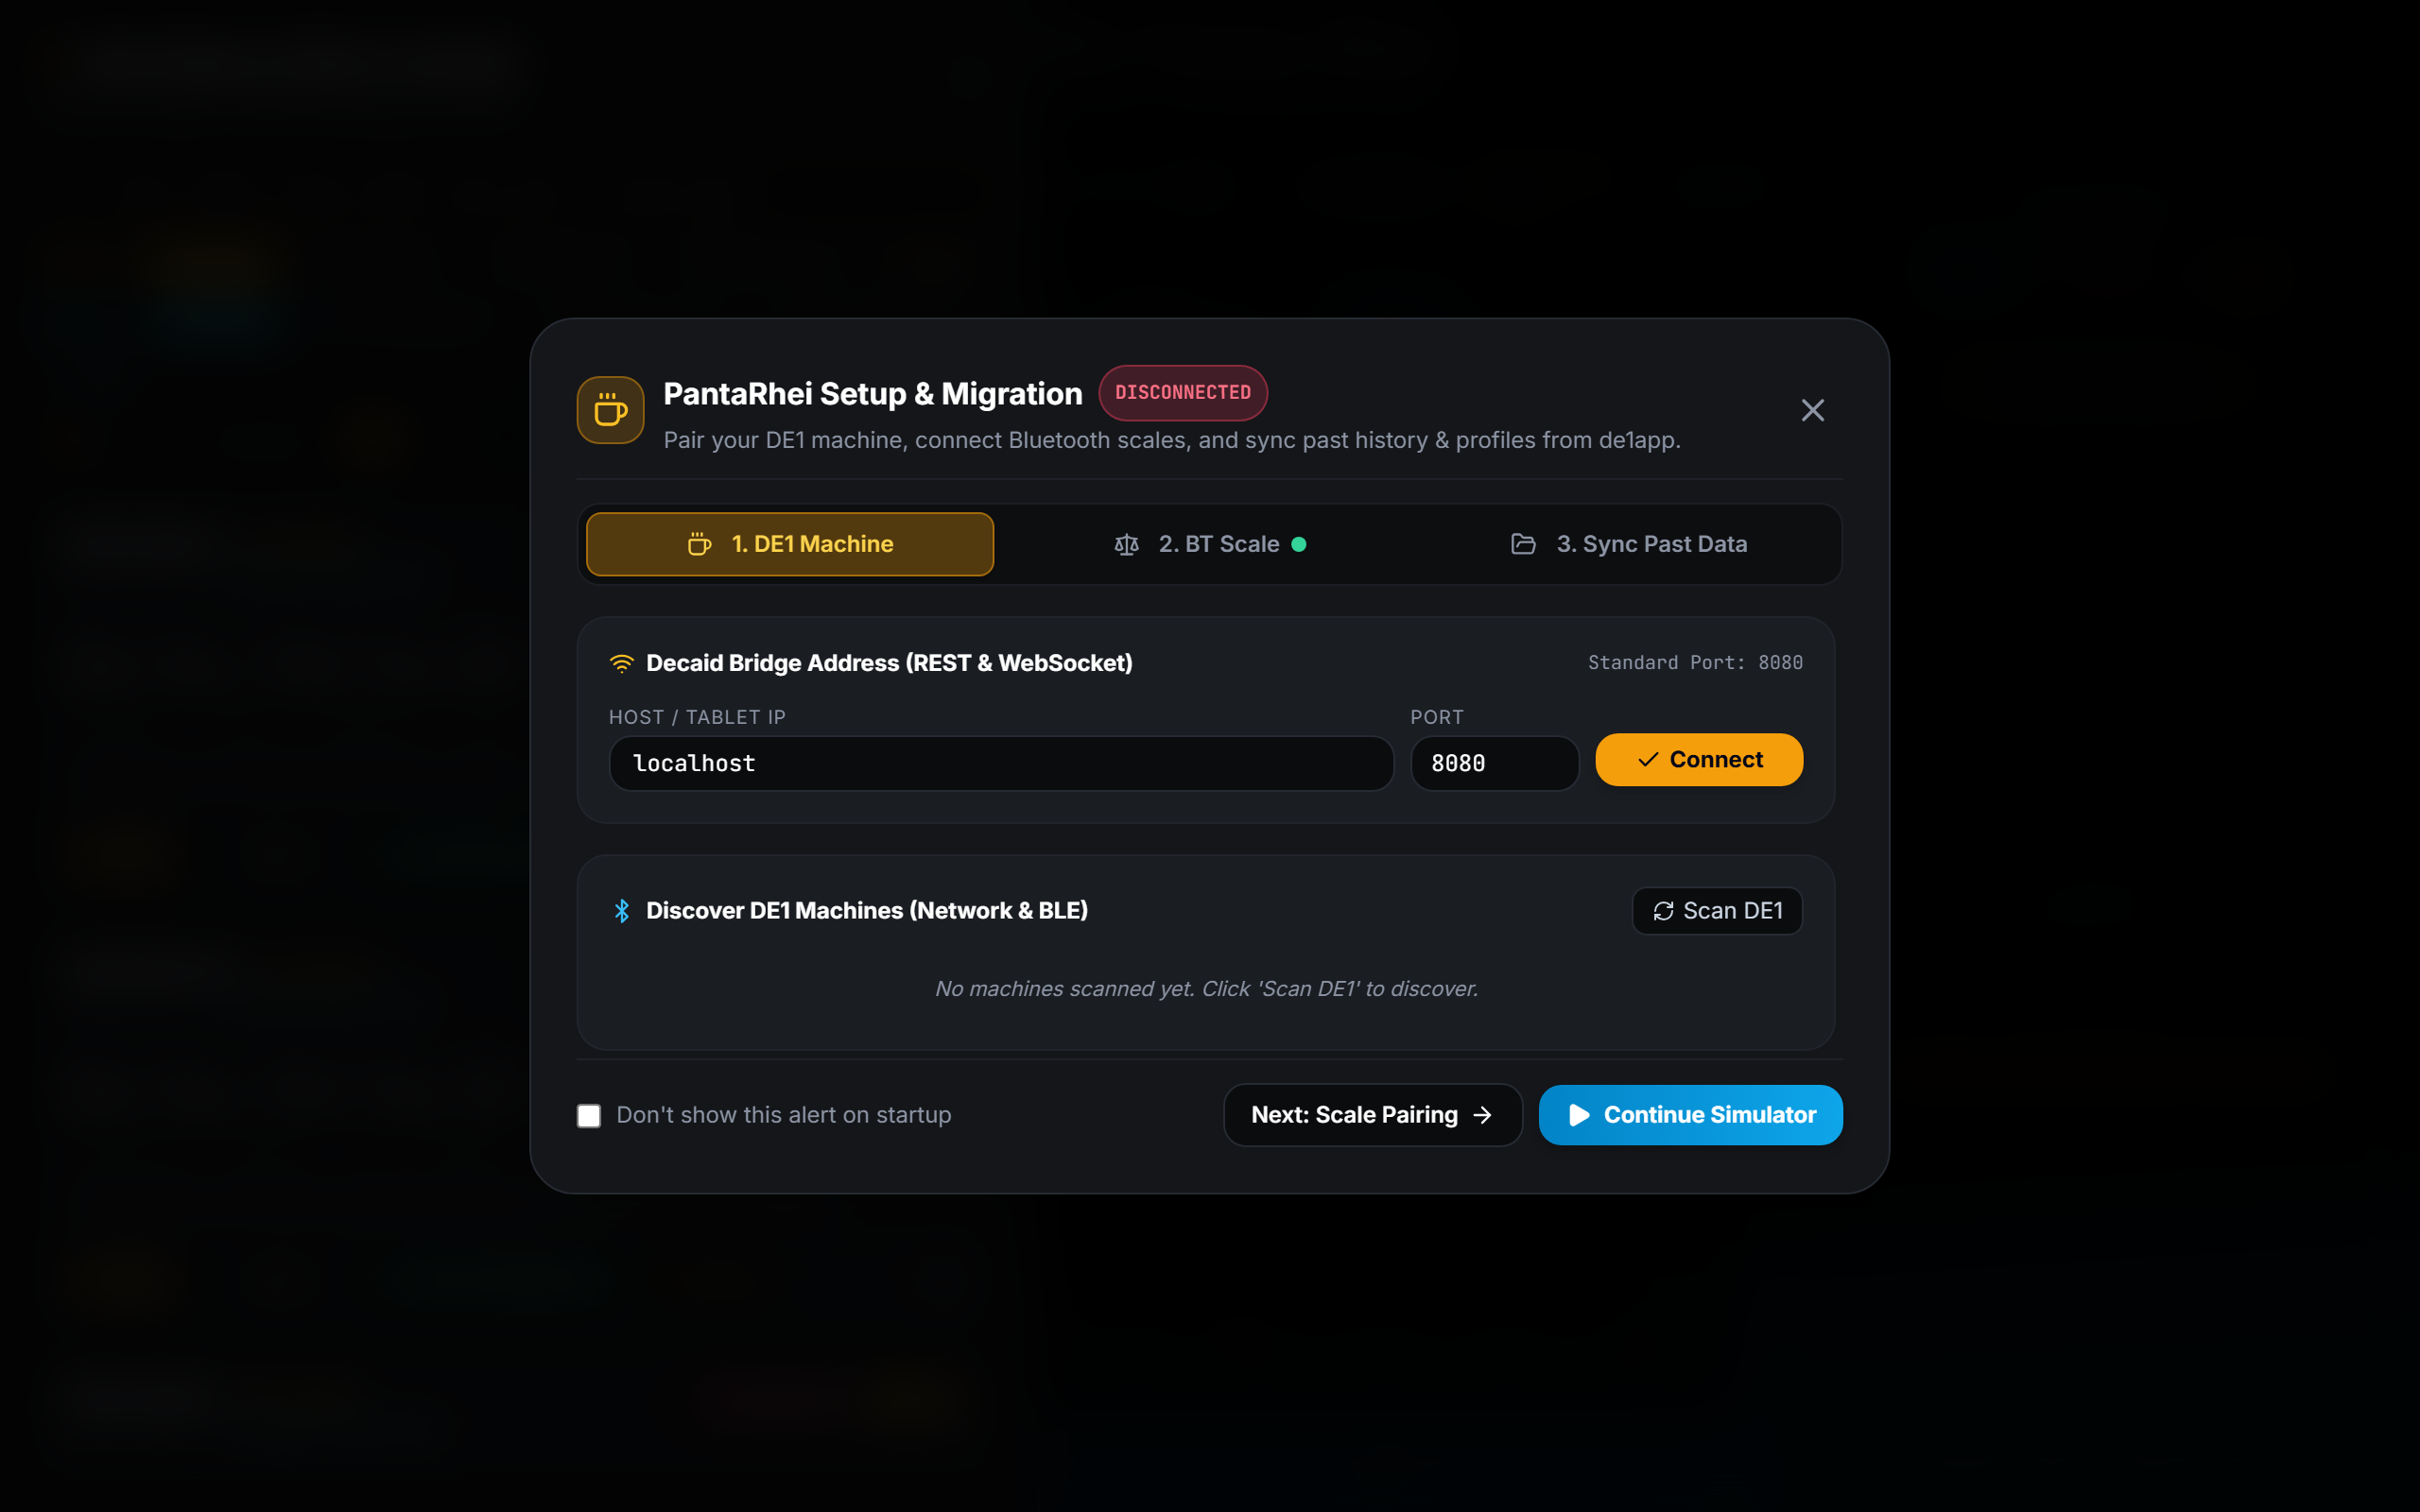 PantaRhei Setup & Migration DISCONNECTED
Pair your DE1 machine, connect Bluetooth scales, and sync past history & profiles from de1app.
1. DE1 Machine 2. BT Scale 3. Sync Past Data
Decaid Bridge Address (REST & WebSocket) Standard Port: 8080
HOST / TABLET IP PORT
localhost 8080 Connect
Discover DE1 Machines (Network & BLE) Scan DE1
No machines scanned yet. Click 'Scan DE1' to discover.
Don't show this alert on startup Next: Scale Pairing → Continue Simulator